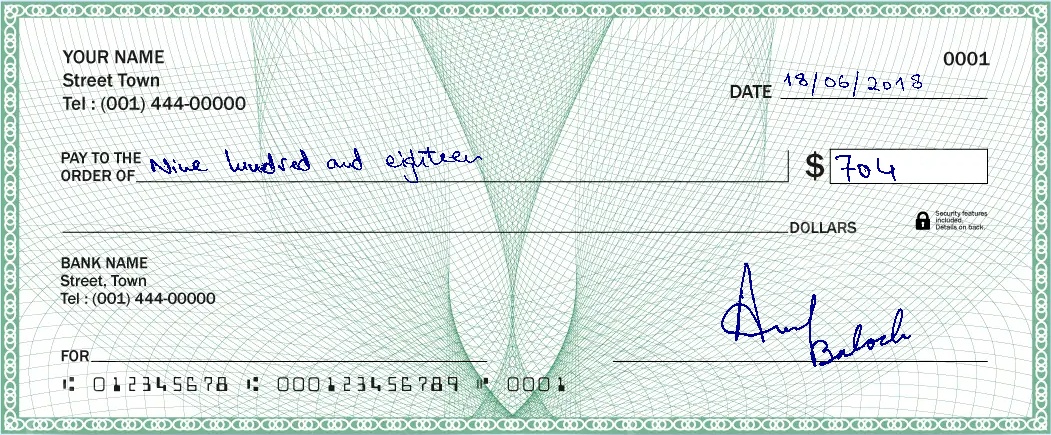 YOUR NAME
0001
Street Town
DATE 18/06/2018
Tel : (001) 444-00000
PAY TO THE ORDER OF Nine hundred and eighteen
$ 704
DOLLARS
Security features
included.
Details on back.
BANK NAME
Street, Town
Tel : (001) 444-00000
Baloch
FOR
⑆ 012345678 ⑆ 000123456789 ⑈ 0001